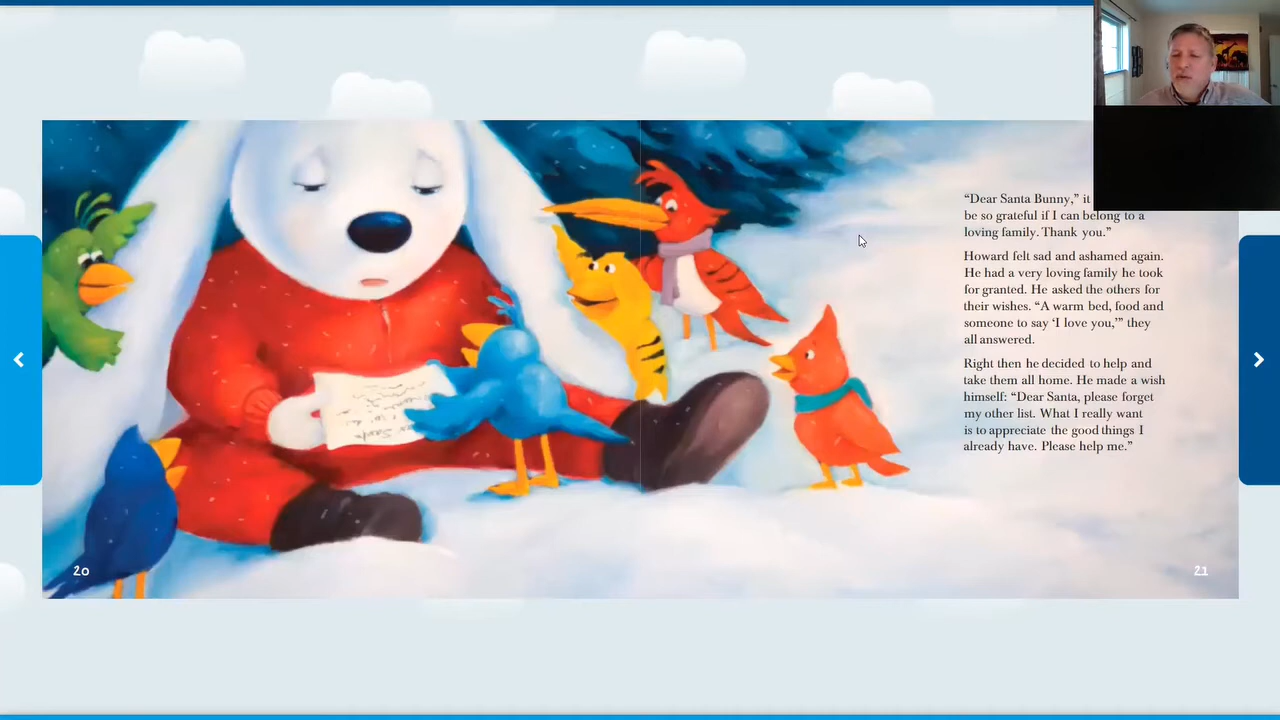 “Dear Santa Bunny,” it
be so grateful if I can belong to a
loving family. Thank you.”
Howard felt sad and ashamed again.
He had a very loving family he took
for granted. He asked the others for
their wishes. “A warm bed, food and
someone to say ‘I love you,’” they
all answered.
Right then he decided to help and
take them all home. He made a wish
himself: “Dear Santa, please forget
my other list. What I really want
is to appreciate the good things I
already have. Please help me.”
20
21